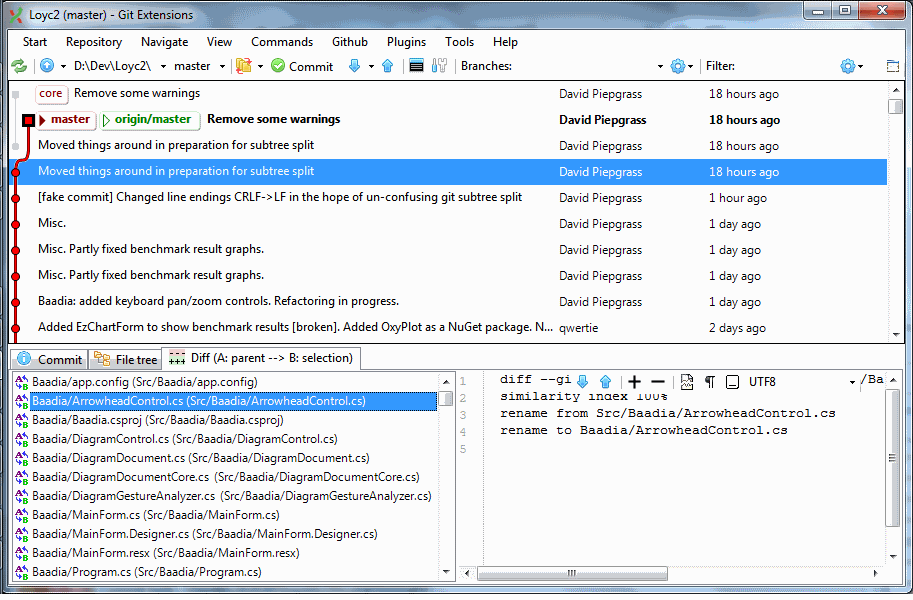 Loyc2 (master) - Git Extensions
Start Repository Navigate View Commands Github Plugins Tools Help
D:\Dev\Loyc2\ master Commit Branches: Filter:
core Remove some warnings David Piepgrass 18 hours ago
master origin/master Remove some warnings David Piepgrass 18 hours ago
Moved things around in preparation for subtree split David Piepgrass 18 hours ago
Moved things around in preparation for subtree split David Piepgrass 18 hours ago
[fake commit] Changed line endings CRLF->LF in the hope of un-confusing git subtree split David Piepgrass 1 hour ago
Misc. David Piepgrass 1 day ago
Misc. Partly fixed benchmark result graphs. David Piepgrass 1 day ago
Misc. Partly fixed benchmark result graphs. David Piepgrass 1 day ago
Baadia: added keyboard pan/zoom controls. Refactoring in progress. David Piepgrass 1 day ago
Added EzChartForm to show benchmark results [broken]. Added OxyPlot as a NuGet package. N... qwertie 2 days ago
Commit File tree Diff (A: parent --> B: selection)
Baadia/app.config (Src/Baadia/app.config)
Baadia/ArrowheadControl.cs (Src/Baadia/ArrowheadControl.cs)
Baadia/Baadia.csproj (Src/Baadia/Baadia.csproj)
Baadia/DiagramControl.cs (Src/Baadia/DiagramControl.cs)
Baadia/DiagramDocument.cs (Src/Baadia/DiagramDocument.cs)
Baadia/DiagramDocumentCore.cs (Src/Baadia/DiagramDocumentCore.cs)
Baadia/DiagramGestureAnalyzer.cs (Src/Baadia/DiagramGestureAnalyzer.cs)
Baadia/MainForm.cs (Src/Baadia/MainForm.cs)
Baadia/MainForm.Designer.cs (Src/Baadia/MainForm.Designer.cs)
Baadia/MainForm.resx (Src/Baadia/MainForm.resx)
Baadia/Program.cs (Src/Baadia/Program.cs)
1 diff --gi UTF8 /Ba
2 similarity index 100%
3 rename from Src/Baadia/ArrowheadControl.cs
4 rename to Baadia/ArrowheadControl.cs
5